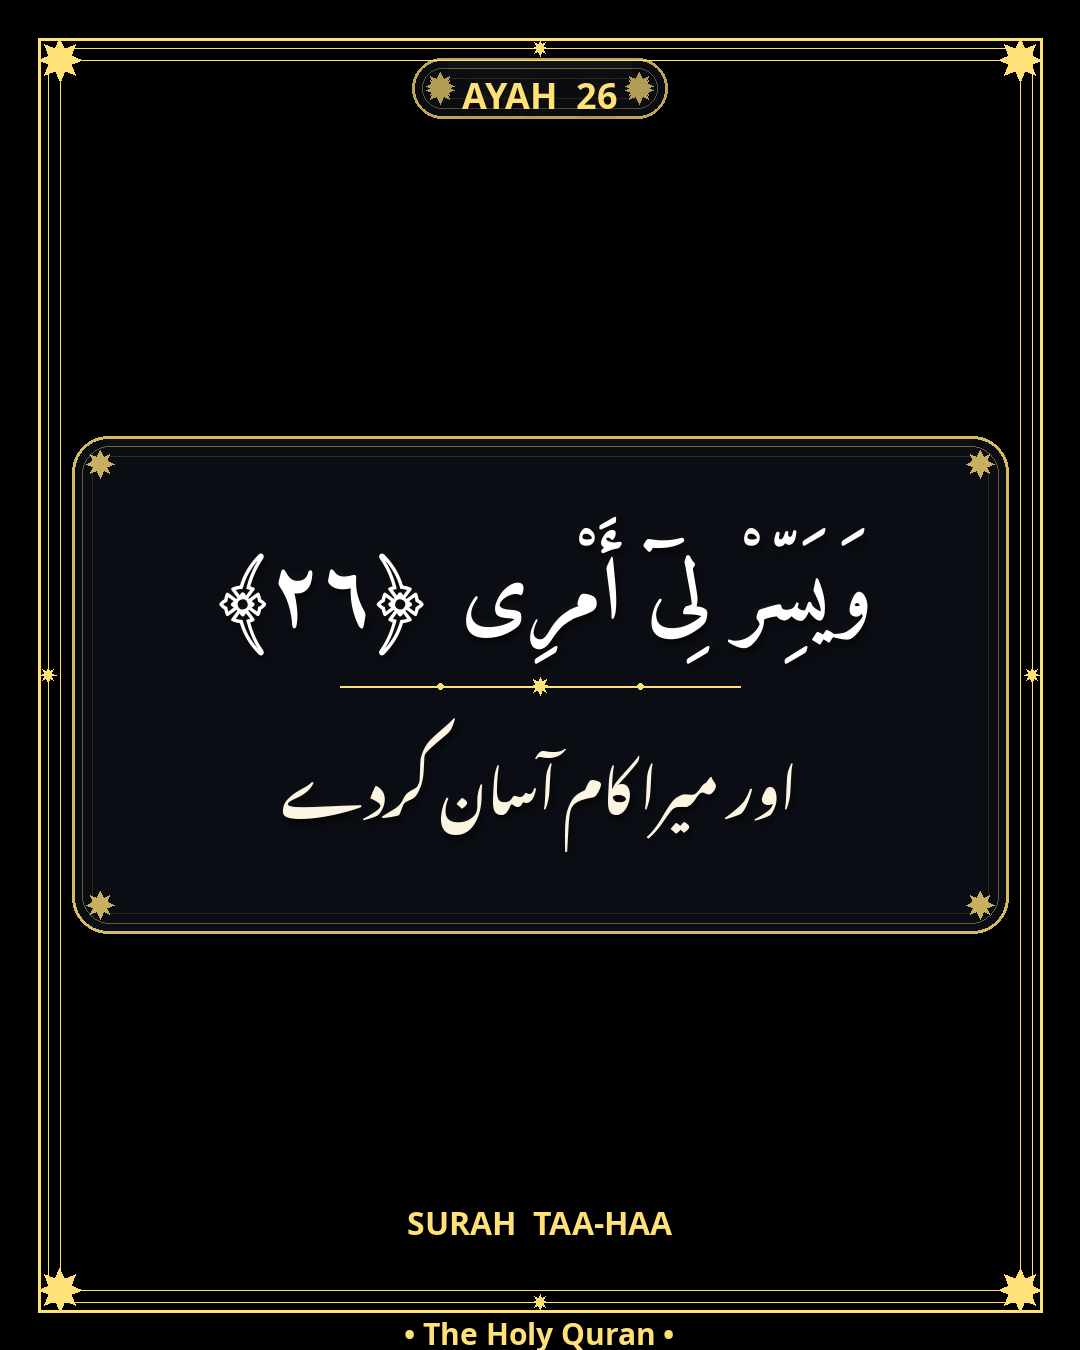 AYAH 26
وَيَسِّرْ لِىٓ أَمْرِى ﴿٢٦﴾
اور میرا کام آسان کردے
SURAH TAA-HAA
• The Holy Quran •